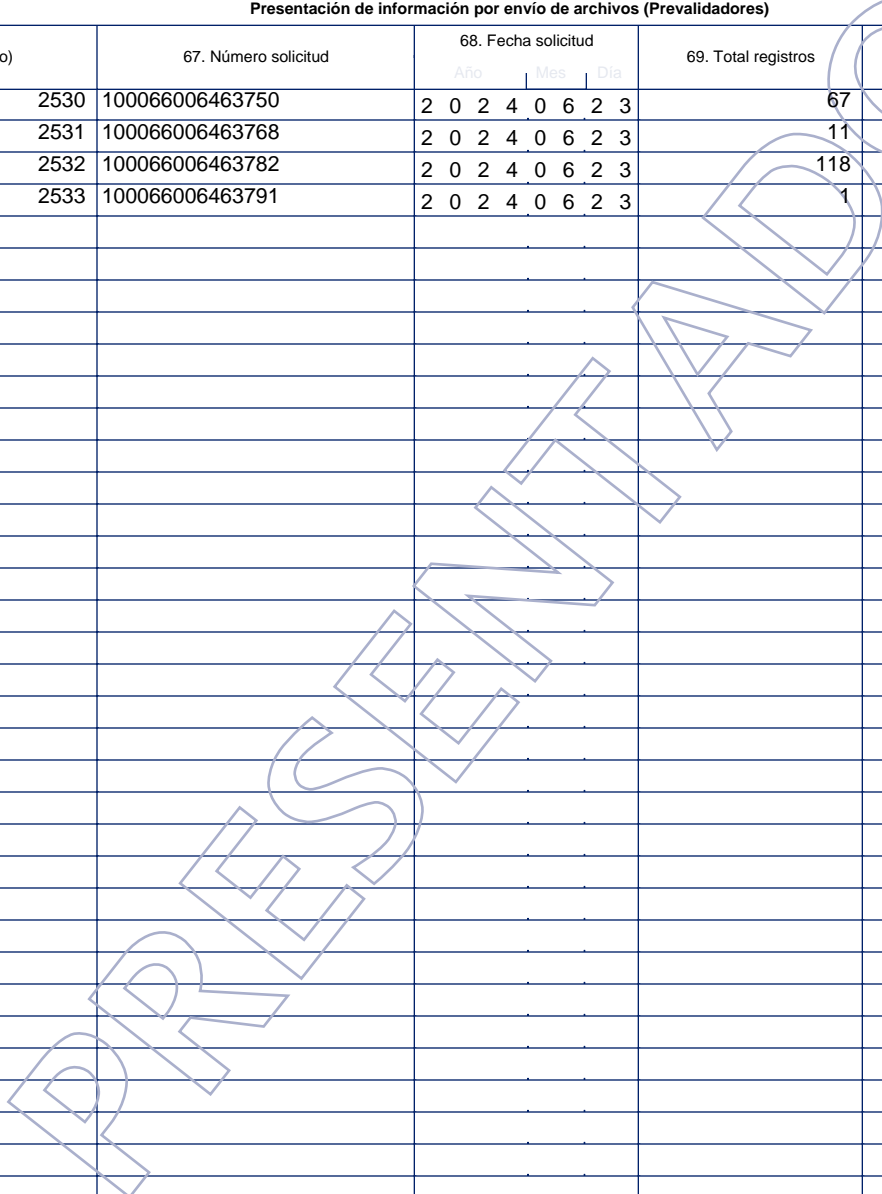 Presentación de información por envío de archivos (Prevalidadores)
o) 67. Número solicitud 68. Fecha solicitud 69. Total registros
Año Mes Día
2530 100066006463750 2 0 2 4 0 6 2 3 67
2531 100066006463768 2 0 2 4 0 6 2 3 11
2532 100066006463782 2 0 2 4 0 6 2 3 118
2533 100066006463791 2 0 2 4 0 6 2 3 1
PRESENTADO